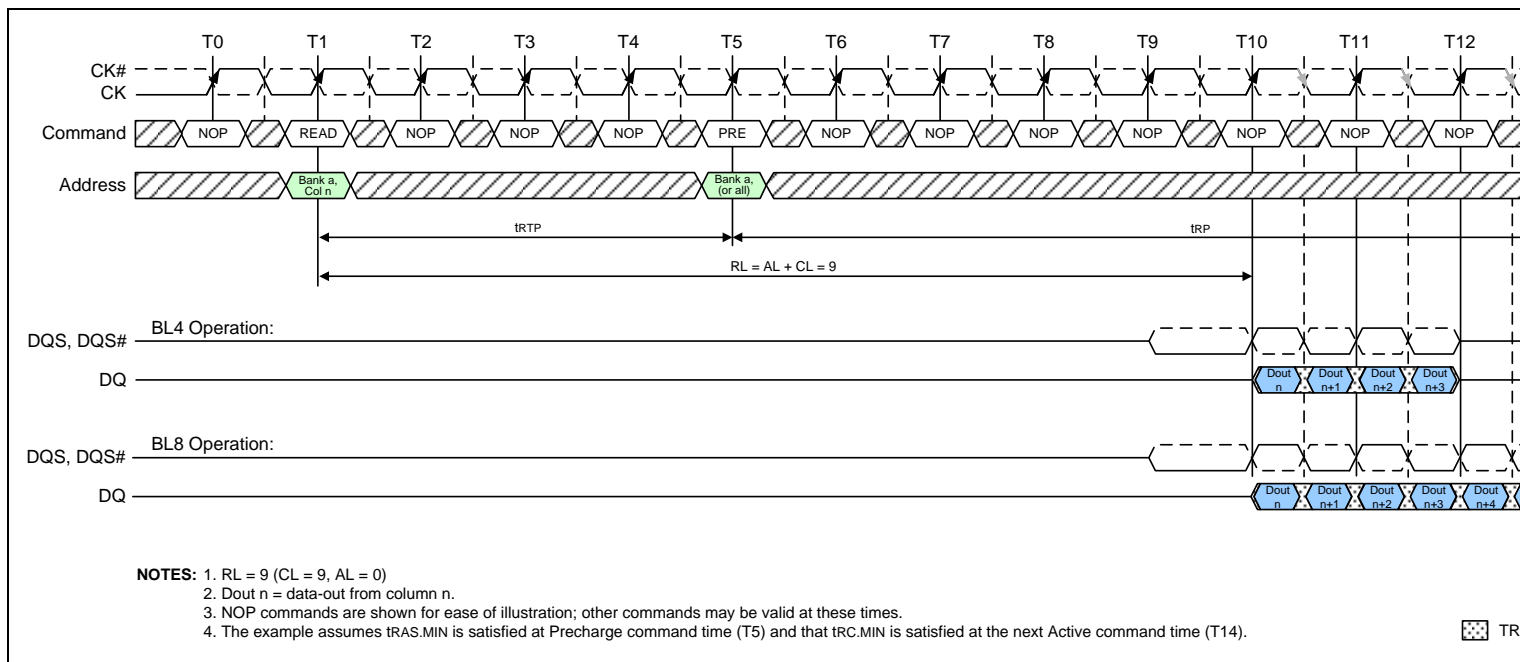 T0 T1 T2 T3 T4 T5 T6 T7 T8 T9 T10 T11 T12
CK#
CK
Command NOP READ NOP NOP NOP PRE NOP NOP NOP NOP NOP NOP NOP
Address Bank a, Col n Bank a, (or all)
tRTP tRP
RL = AL + CL = 9
BL4 Operation:
DQS, DQS#
DQ Dout n Dout n+1 Dout n+2 Dout n+3
BL8 Operation:
DQS, DQS#
DQ Dout n Dout n+1 Dout n+2 Dout n+3 Dout n+4
NOTES: 1. RL = 9 (CL = 9, AL = 0)
2. Dout n = data-out from column n.
3. NOP commands are shown for ease of illustration; other commands may be valid at these times.
4. The example assumes tRAS.MIN is satisfied at Precharge command time (T5) and that tRC.MIN is satisfied at the next Active command time (T14).
TR